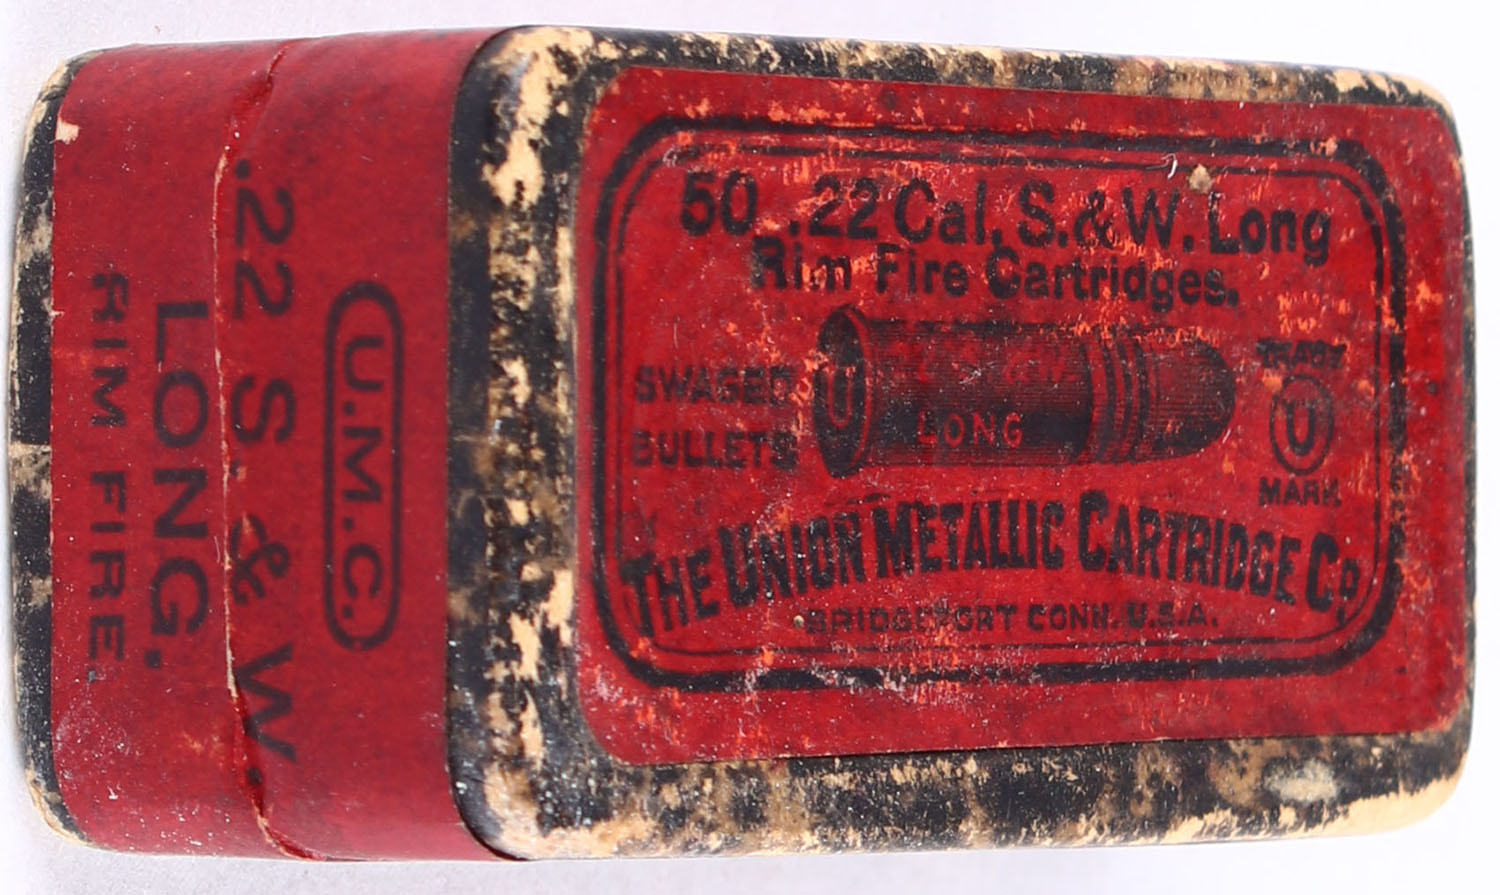 50 .22 Cal. S.&W. Long
Rim Fire Cartridges.
SWAGED
BULLETS
U
LONG
TRADE
U
MARK
THE UNION METALLIC CARTRIDGE CO.
BRIDGEPORT CONN. U.S.A.
U.M.C.
.22 S. & W.
LONG.
RIM FIRE.